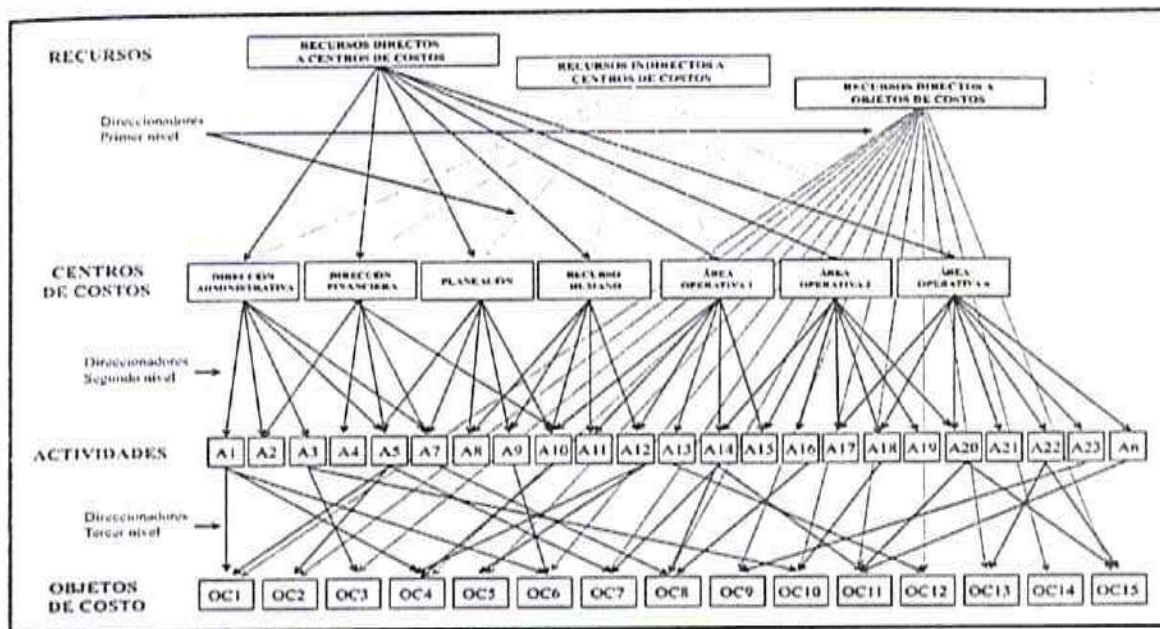 RECURSOS
RECURSOS DIRECTOS
A CENTROS DE COSTOS
RECURSOS INDIRECTOS A
CENTROS DE COSTOS
RECURSOS DIRECTOS A
OBJETOS DE COSTOS
Direccionadores
Primer nivel
CENTROS
DE COSTOS
DIRECCIÓN
ADMINISTRATIVA
DIRECCIÓN
FINANCIERA
PLANEACIÓN
RECURSO
HUMANO
ÁREA
OPERATIVA 1
ÁREA
OPERATIVA 2
ÁREA
OPERATIVA n
Direccionadores
Segundo nivel
ACTIVIDADES
A1 A2 A3 A4 A5 A7 A8 A9 A10 A11 A12 A13 A14 A15 A16 A17 A18 A19 A20 A21 A22 A23 An
Direccionadores
Tercer nivel
OBJETOS
DE COSTO
OC1 OC2 OC3 OC4 OC5 OC6 OC7 OC8 OC9 OC10 OC11 OC12 OC13 OC14 OC15